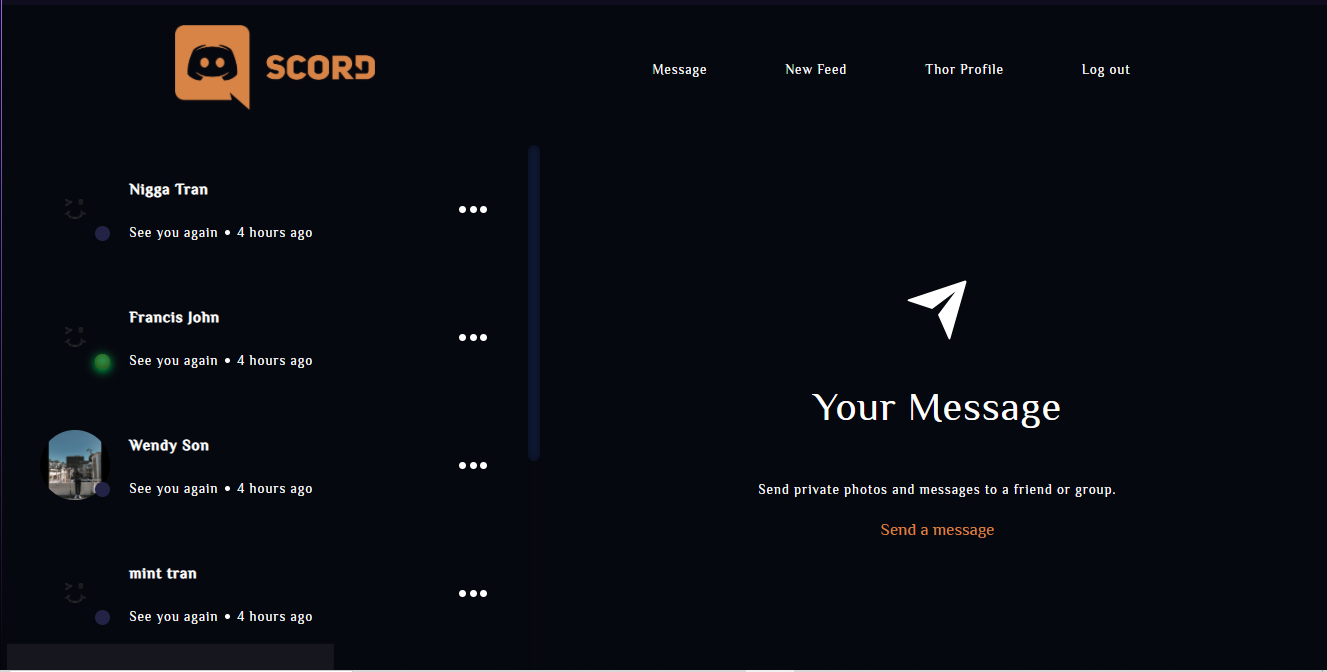 SCORD
Message
New Feed
Thor Profile
Log out
Nigga Tran
See you again • 4 hours ago
Francis John
See you again • 4 hours ago
Wendy Son
See you again • 4 hours ago
mint tran
See you again • 4 hours ago
Your Message
Send private photos and messages to a friend or group.
Send a message